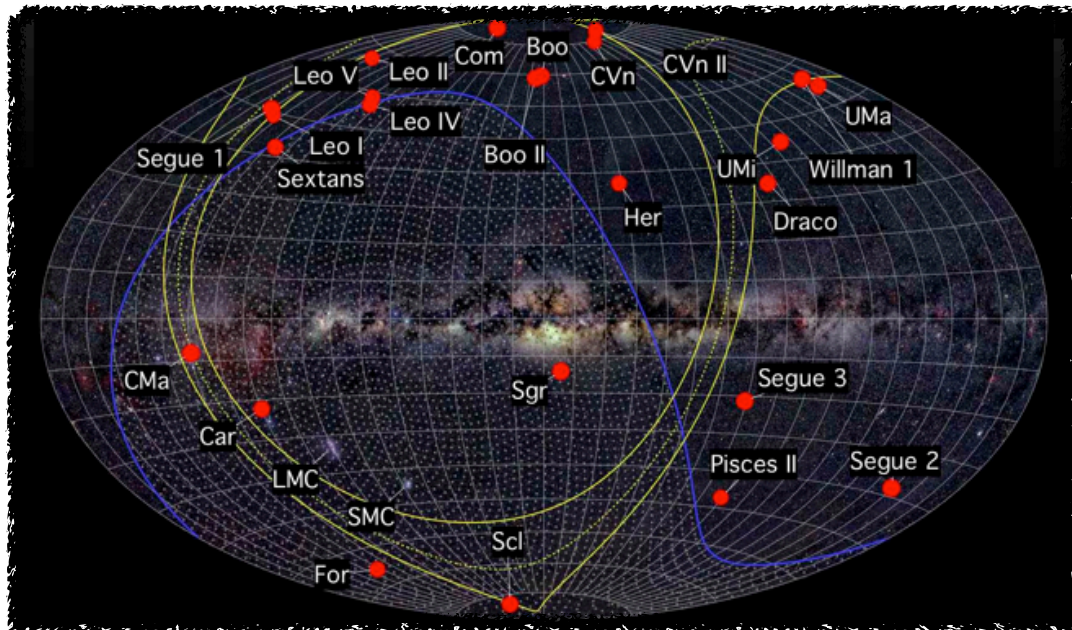 Com
Boo
Leo V
Leo II
CVn
CVn II
Leo IV
UMa
Segue 1
Leo I
Boo II
Sextans
UMi
Willman 1
Her
Draco
CMa
Sgr
Segue 3
Car
LMC
Pisces II
Segue 2
SMC
Scl
For